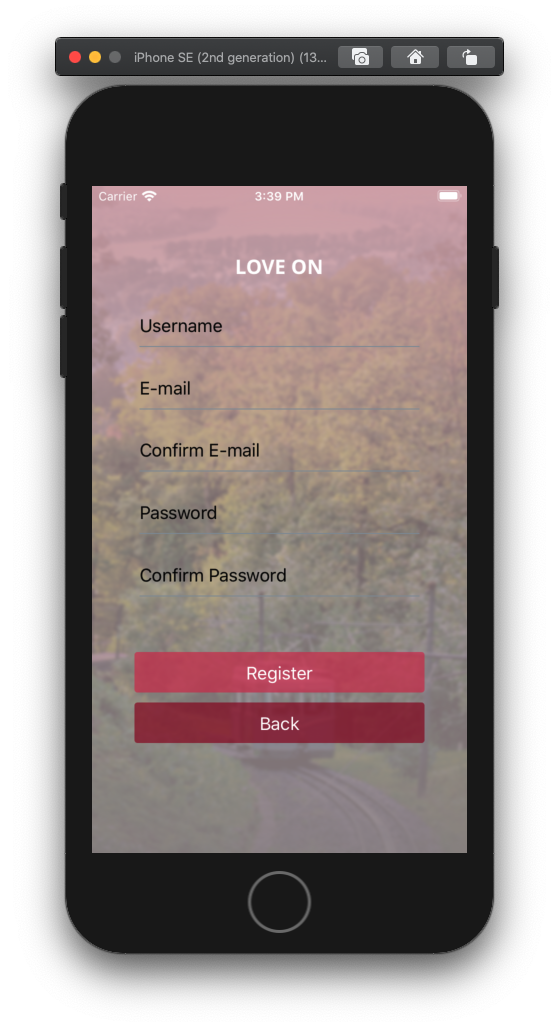 iPhone SE (2nd generation) (13...
Carrier 3:39 PM
LOVE ON
Username
E-mail
Confirm E-mail
Password
Confirm Password
Register
Back